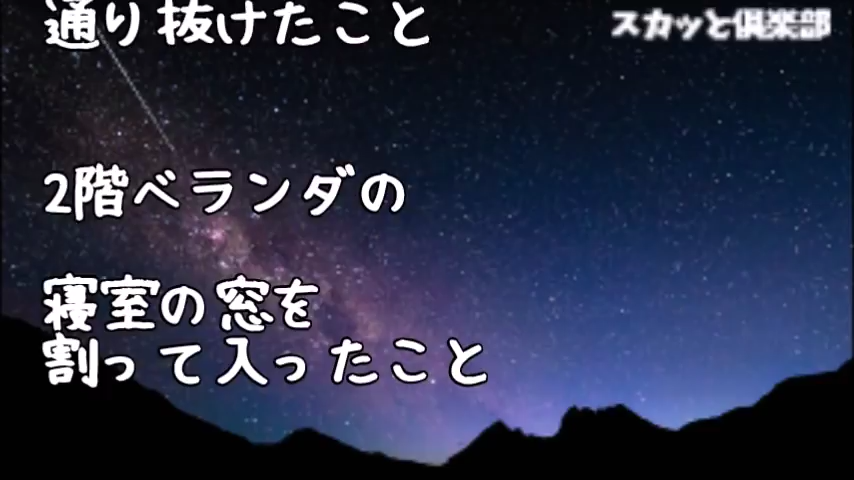 スカッと倶楽部
通り抜けたこと
2階ベランダの
寝室の窓を
割って入ったこと